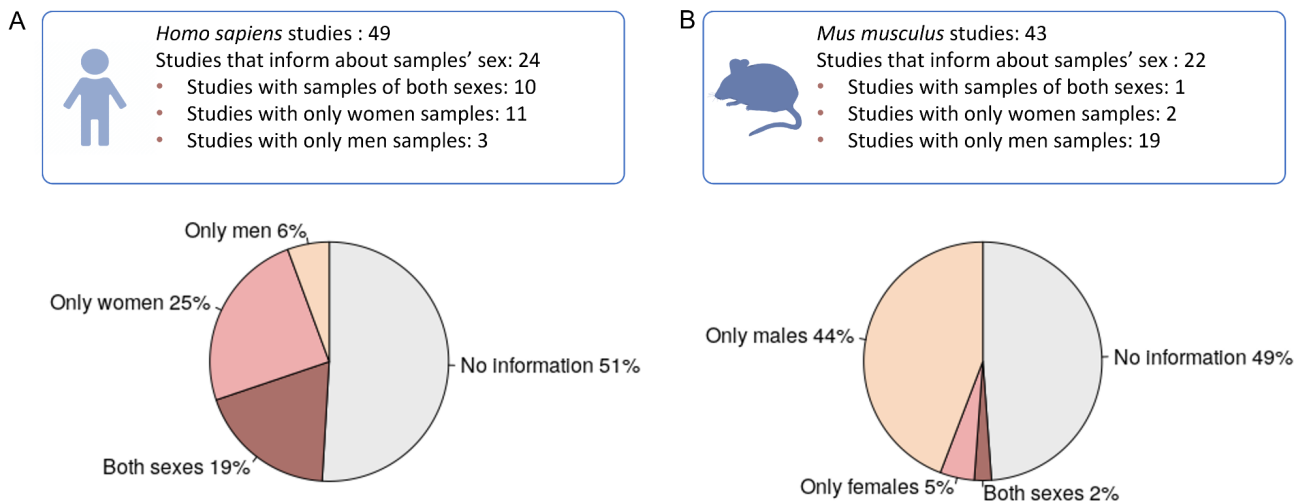 A
Homo sapiens studies : 49
Studies that inform about samples’ sex: 24
• Studies with samples of both sexes: 10
• Studies with only women samples: 11
• Studies with only men samples: 3
Only men 6%
Only women 25%
No information 51%
Both sexes 19%
B
Mus musculus studies: 43
Studies that inform about samples’ sex : 22
• Studies with samples of both sexes: 1
• Studies with only women samples: 2
• Studies with only men samples: 19
Only males 44%
No information 49%
Only females 5%
Both sexes 2%